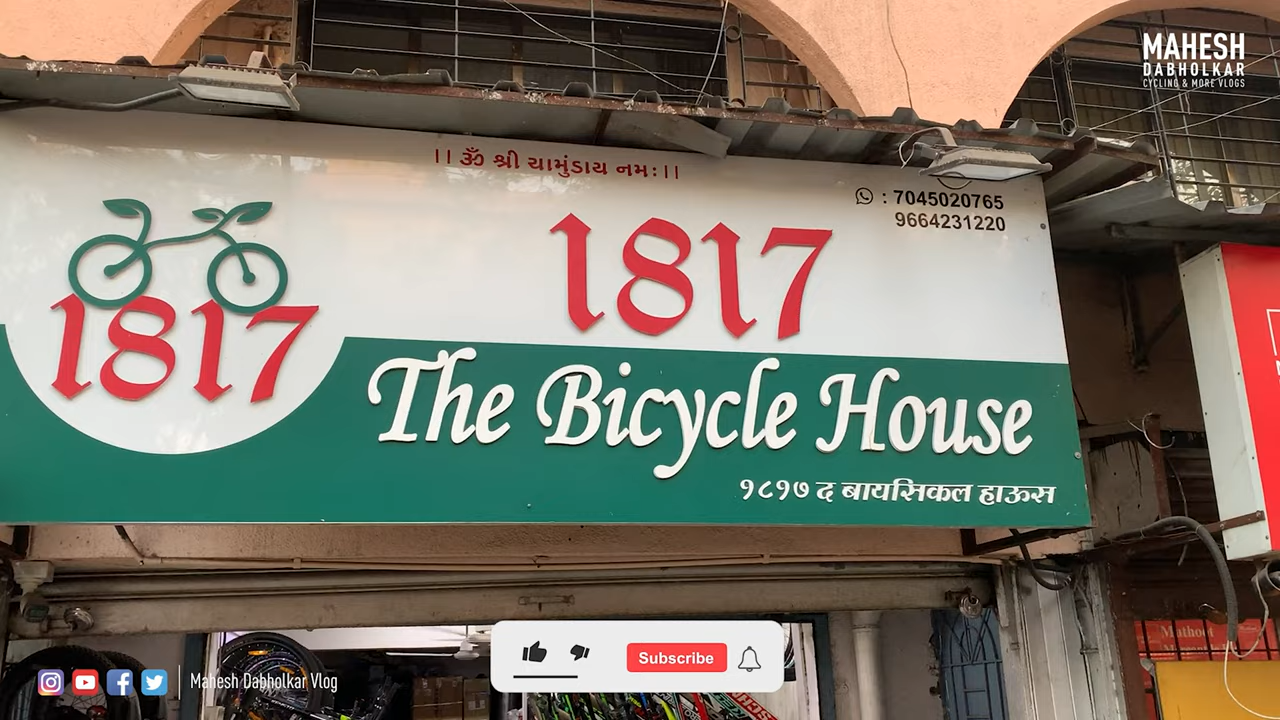 MAHESH
DABHOLKAR
CYCLING & MORE VLOGS
।। ૐ શ્રી ચામુંડાય નમઃ।।
: 7045020765
9664231220
1817
1817
The Bicycle House
१८१७ द बायसिकल हाऊस
Subscribe
Mahesh Dabholkar Vlog